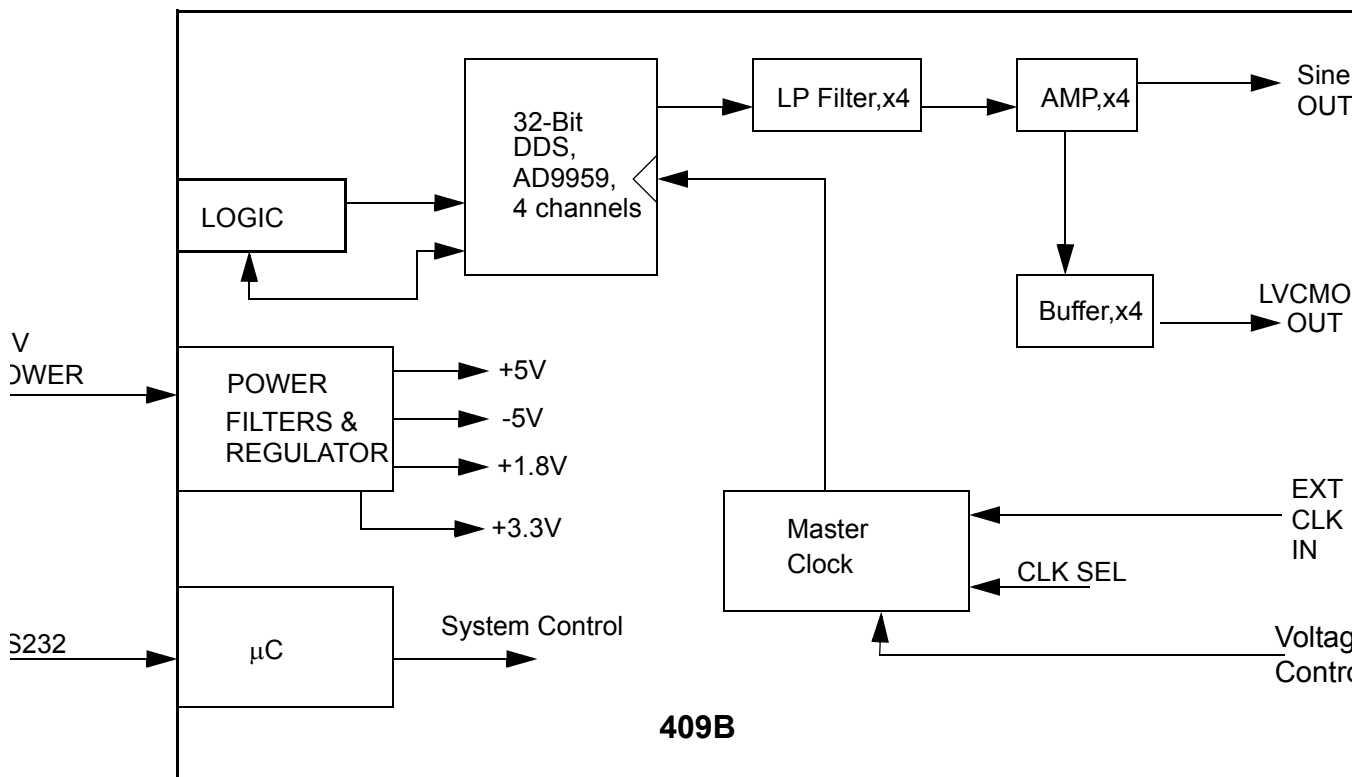 32-Bit
DDS,
AD9959,
4 channels
LP Filter,x4
AMP,x4
Sine
OUT
LOGIC
Buffer,x4
LVCMO
OUT
V
OWER
POWER
FILTERS &
REGULATOR
+5V
-5V
+1.8V
+3.3V
Master
Clock
EXT
CLK
IN
CLK SEL
S232
μC
System Control
Voltag
Contro
409B